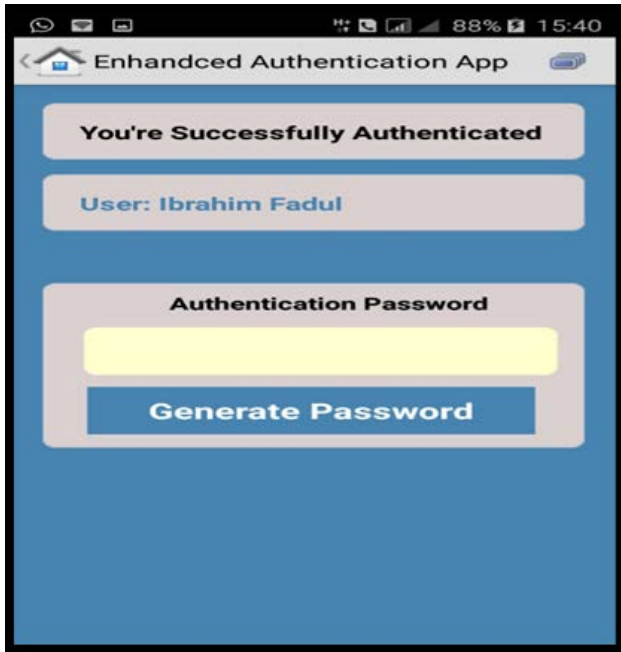 H+ 88% 15:40
Enhandced Authentication App
You're Successfully Authenticated
User: Ibrahim Fadul
Authentication Password
Generate Password